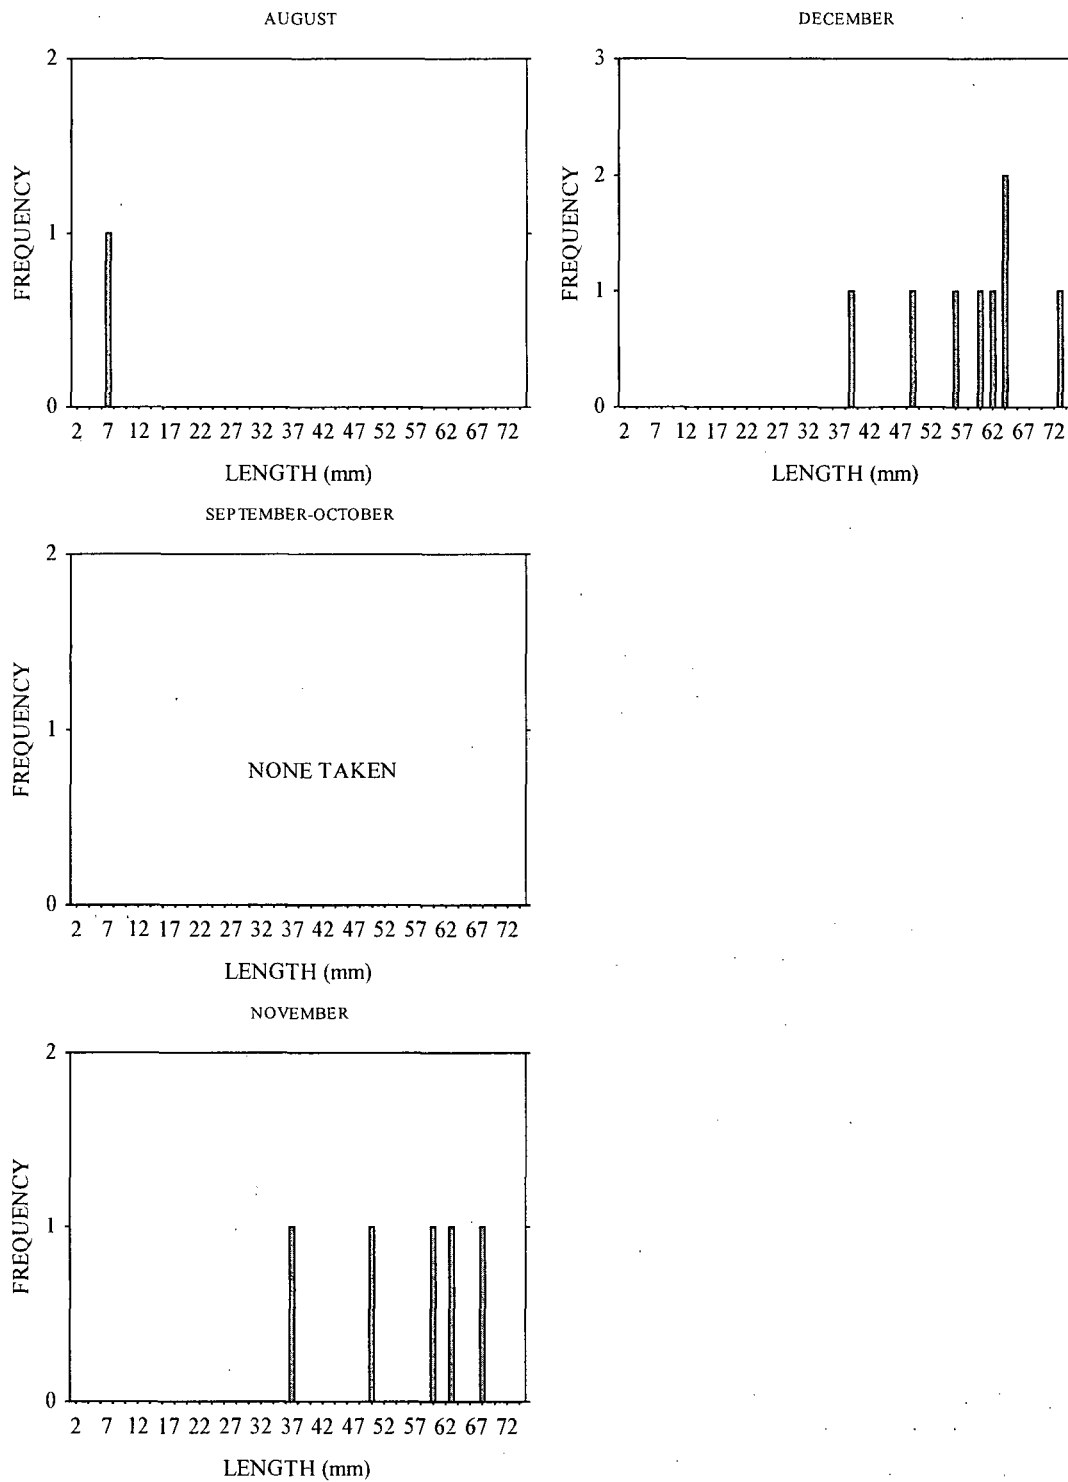 AUGUST
2
1
0
FREQUENCY
2 7 12 17 22 27 32 37 42 47 52 57 62 67 72
LENGTH (mm)
DECEMBER
3
2
1
0
FREQUENCY
2 7 12 17 22 27 32 37 42 47 52 57 62 67 72
LENGTH (mm)
SEPTEMBER-OCTOBER
2
1
0
FREQUENCY
NONE TAKEN
2 7 12 17 22 27 32 37 42 47 52 57 62 67 72
LENGTH (mm)
NOVEMBER
2
1
0
FREQUENCY
2 7 12 17 22 27 32 37 42 47 52 57 62 67 72
LENGTH (mm)